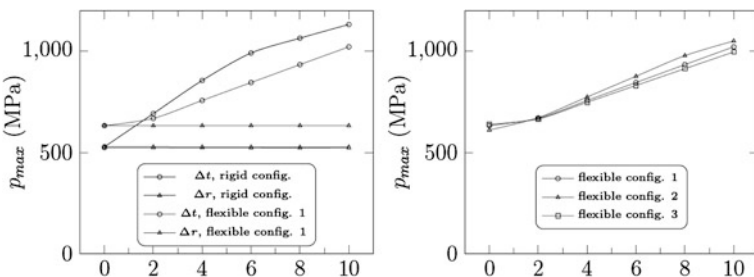 1,000
500
0
p_max (MPa)
Δt, rigid config.
Δr, rigid config.
Δt, flexible config. 1
Δr, flexible config. 1
0 2 4 6 8 10
1,000
500
0
p_max (MPa)
flexible config. 1
flexible config. 2
flexible config. 3
0 2 4 6 8 10